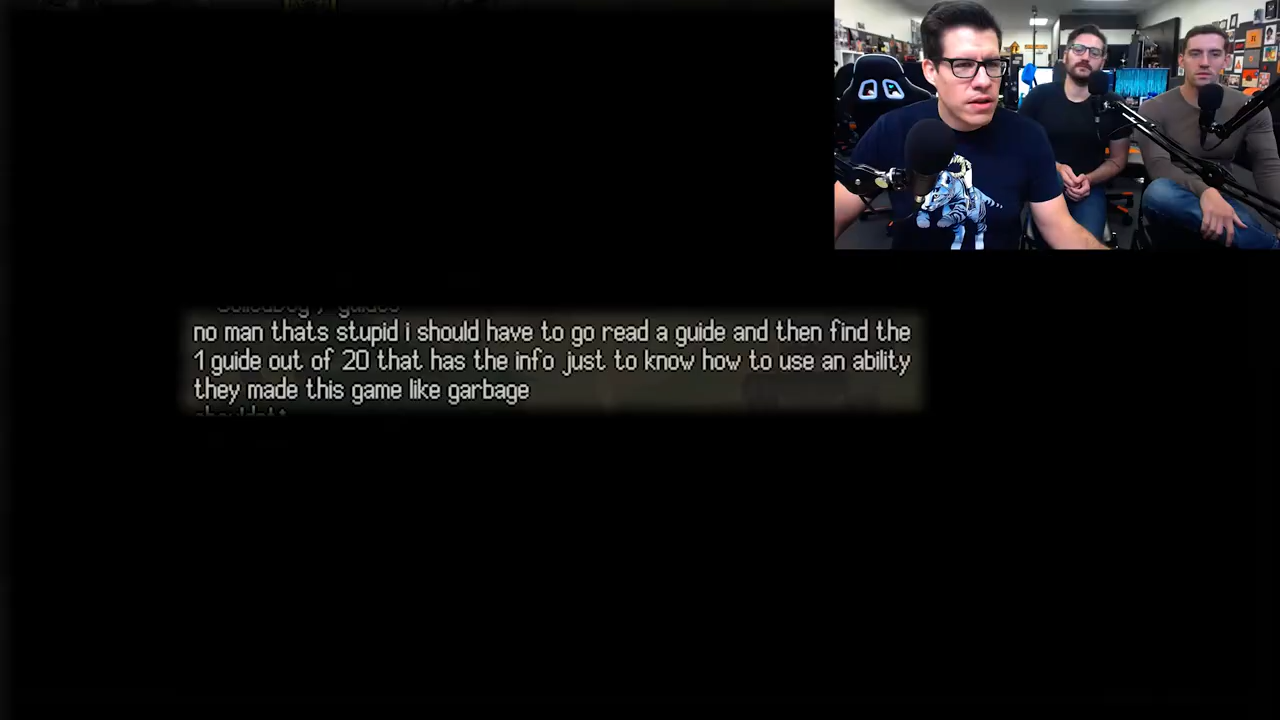 no man thats stupid i should have to go read a guide and then find the
1 guide out of 20 that has the info just to know how to use an ability
they made this game like garbage